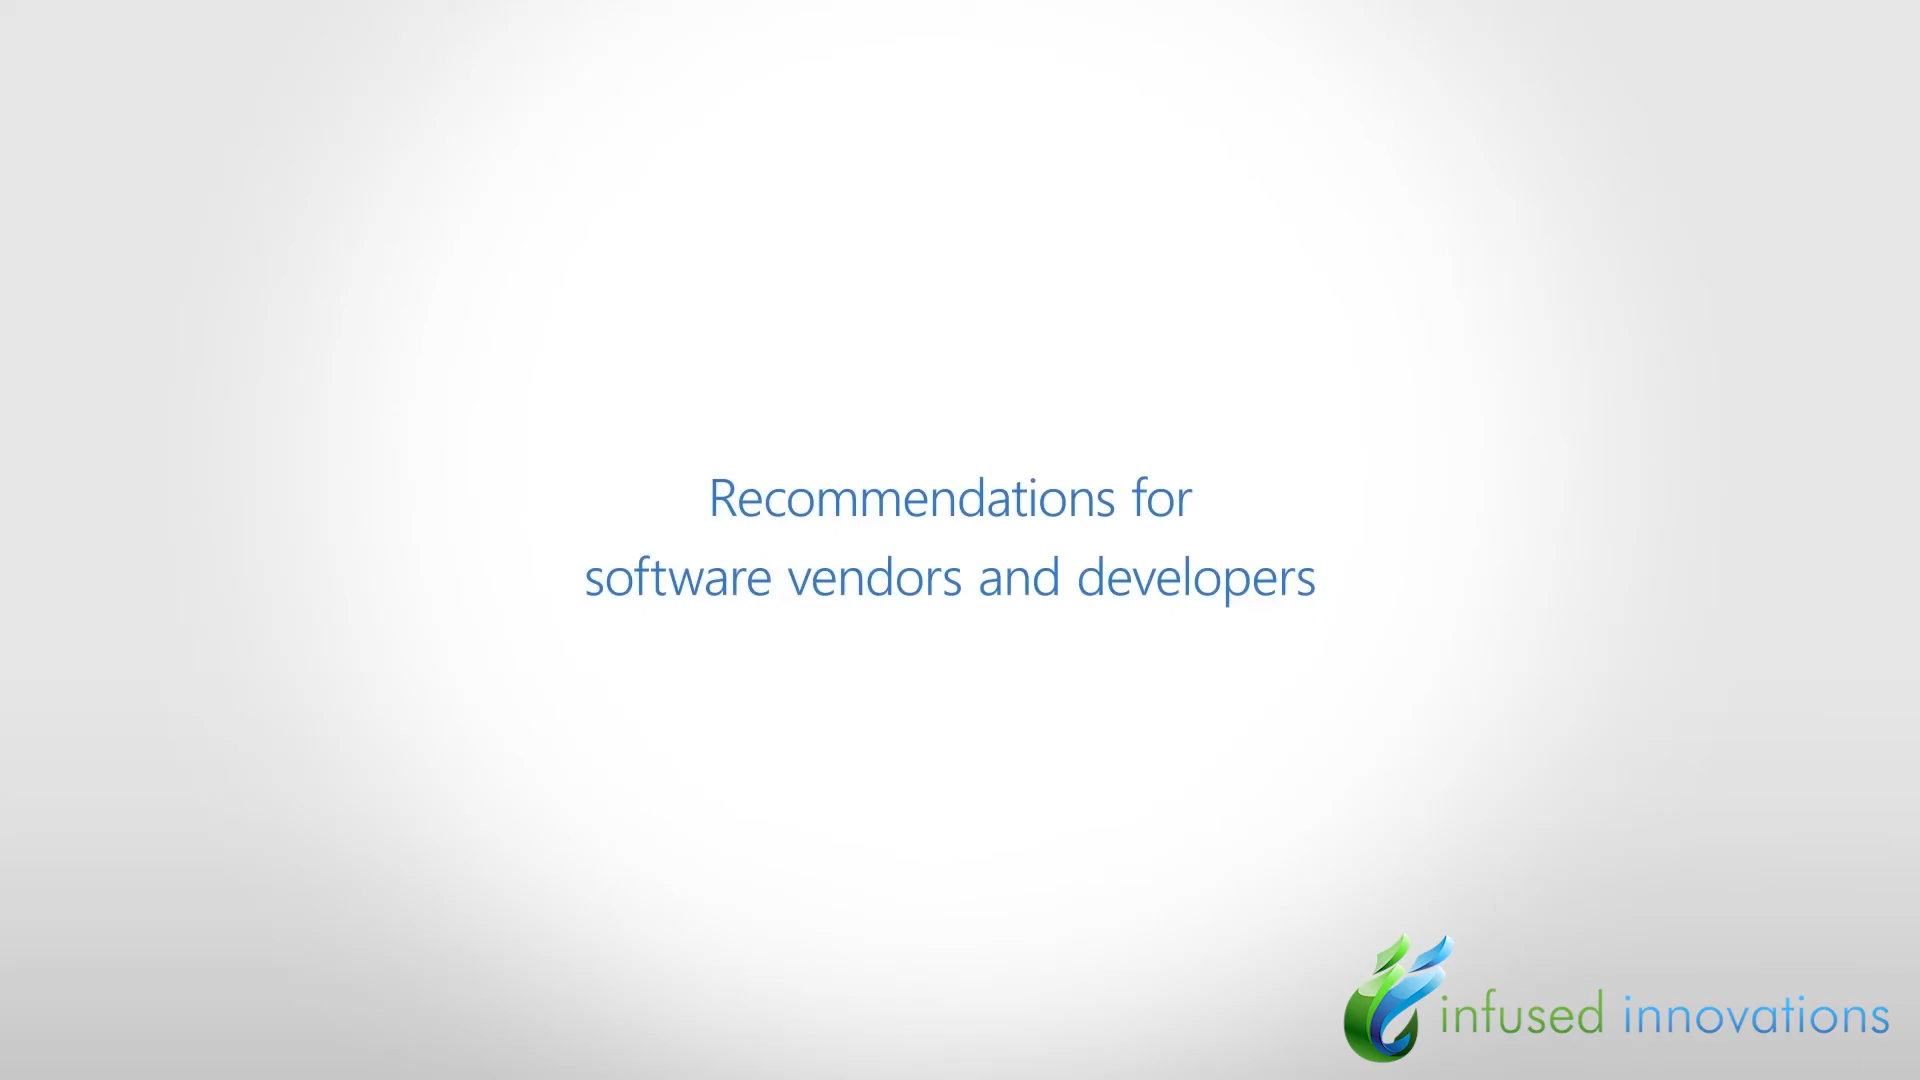 Recommendations for
software vendors and developers
infused innovations